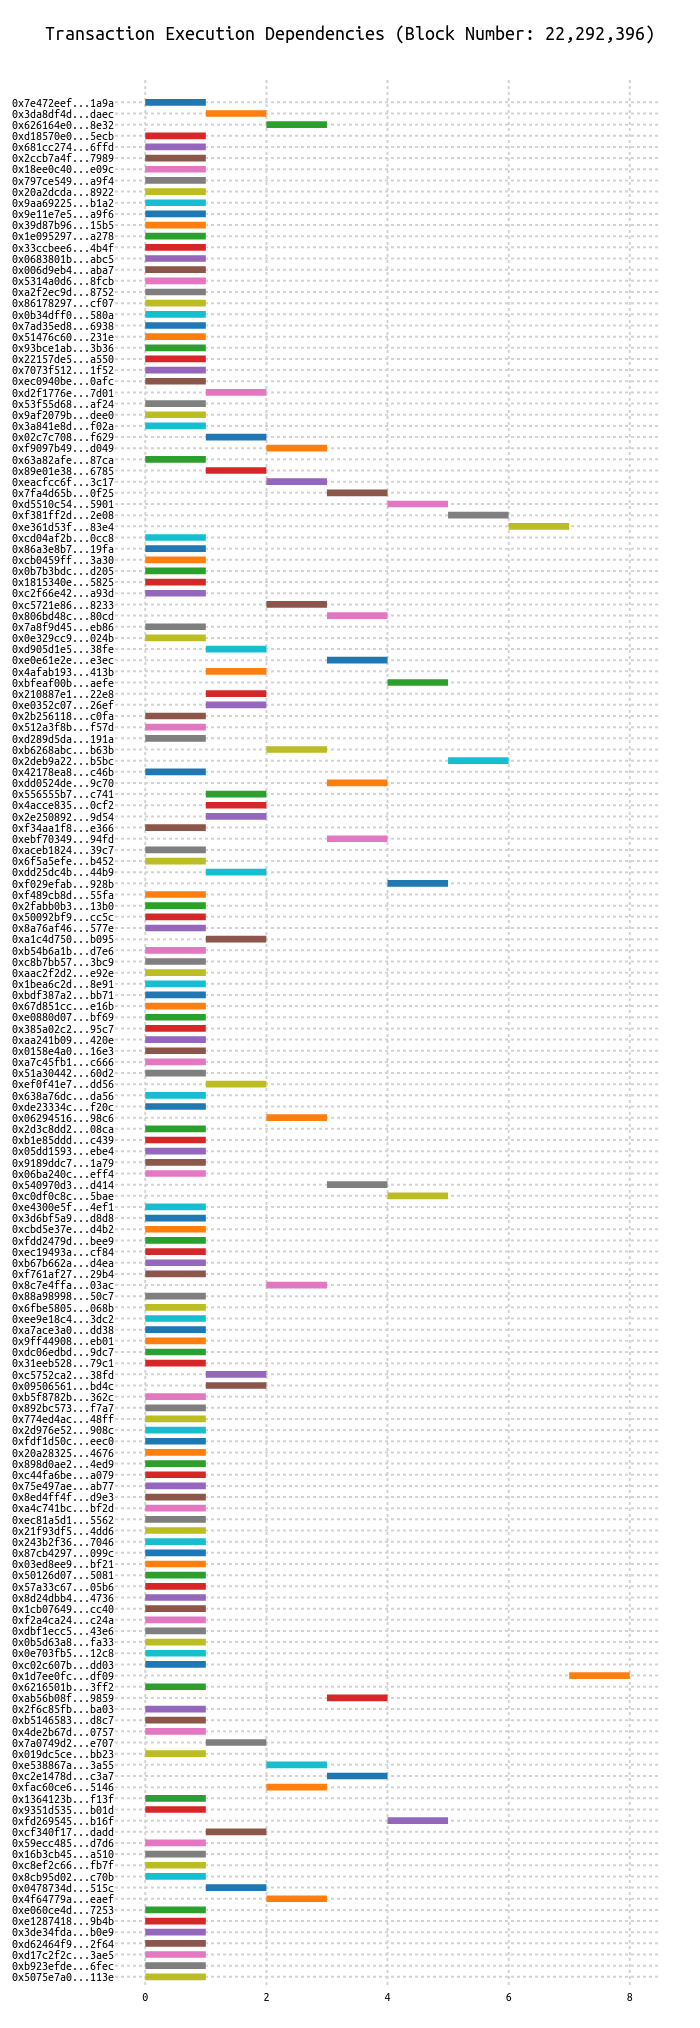 Transaction Execution Dependencies (Block Number: 22,292,396)
0x7e472eef...1a9a
0x3da8df4d...daec
0x626164e0...8e32
0xd18570e0...5ecb
0x681cc274...6ffd
0x2ccb7a4f...7989
0x18ee0c40...e09c
0x797ce549...a9f4
0x20a2dcda...8922
0x9aa69225...b1a2
0x9e11e7e5...a9f6
0x39d87b96...15b5
0x1e095297...a278
0x33ccbee6...4b4f
0x0683801b...abc5
0x006d9eb4...aba7
0x5314a0d6...8fcb
0xa2f2ec9d...8752
0x86178297...cf07
0x0b34dff0...580a
0x7ad35ed8...6938
0x51476c60...231e
0x93bce1ab...3b36
0x22157de5...a550
0x7073f512...1f52
0xec0940be...0afc
0xd2f1776e...7d01
0x53f55d68...af24
0x9af2079b...dee0
0x3a841e8d...f02a
0x02c7c708...f629
0xf9097b49...d049
0x63a82afe...87ca
0x89e01e38...6785
0xeacfcc6f...3c17
0x7fa4d65b...0f25
0xd5510c54...5901
0xf381ff2d...2e08
0xe361d53f...83e4
0xcd04af2b...0cc8
0x86a3e8b7...19fa
0xcb0459ff...3a30
0x0b7b3bdc...d205
0x1815340e...5825
0xc2f66e42...a93d
0xc5721e86...8233
0x806bd48c...80cd
0x7a8f9d45...eb86
0x0e329cc9...024b
0xd905d1e5...38fe
0xe0e61e2e...e3ec
0x4afab193...413b
0xbfeaf00b...aefe
0x210887e1...22e8
0xe0352c07...26ef
0x2b256118...c0fa
0x512a3f8b...f57d
0xd289d5da...191a
0xb6268abc...b63b
0x2deb9a22...b5bc
0x42178ea8...c46b
0xdd0524de...9c70
0x556555b7...c741
0x4acce835...0cf2
0x2e250892...9d54
0xf34aa1f8...e366
0xebf70349...94fd
0xaceb1824...39c7
0x6f5a5efe...b452
0xdd25dc4b...44b9
0xf029efab...928b
0xf489cb8d...55fa
0x2fabb0b3...13b0
0x50092bf9...cc5c
0x8a76af46...577e
0xa1c4d750...b095
0xb54b6a1b...d7e6
0xc8b7bb57...3bc9
0xaac2f2d2...e92e
0x1bea6c2d...8e91
0xbdf387a2...bb71
0x67d851cc...e16b
0xe0880d07...bf69
0x385a02c2...95c7
0xaa241b09...420e
0x0158e4a0...16e3
0xa7c45fb1...c666
0x51a30442...60d2
0xef0f41e7...dd56
0x638a76dc...da56
0xde23334c...f20c
0x06294516...98c6
0x2d3c8dd2...08ca
0xb1e85ddd...c439
0x05dd1593...ebe4
0x9189ddc7...1a79
0x06ba240c...eff4
0x540970d3...d414
0xc0df0c8c...5bae
0xe4300e5f...4ef1
0x3d6bf5a9...d8d8
0xcbd5e37e...d4b2
0xfdd2479d...bee9
0xec19493a...cf84
0xb67b662a...d4ea
0xf761af27...29b4
0x8c7e4ffa...03ac
0x88a98998...50c7
0x6fbe5805...068b
0xee9e18c4...3dc2
0xa7ace3a0...dd38
0x9ff44908...eb01
0xdc06edbd...9dc7
0x31eeb528...79c1
0xc5752ca2...38fd
0x09506561...bd4c
0xb5f8782b...362c
0x892bc573...f7a7
0x774ed4ac...48ff
0x2d976e52...908c
0xfdf1d50c...eec0
0x20a28325...4676
0x898d0ae2...4ed9
0xc44fa6be...a079
0x75e497ae...ab77
0x8ed4ff4f...d9e3
0xa4c741bc...bf2d
0xec81a5d1...5562
0x21f93df5...4dd6
0x243b2f36...7046
0x87cb4297...099c
0x03ed8ee9...bf21
0x50126d07...5081
0x57a33c67...05b6
0x8d24dbb4...4736
0x1cb07649...cc40
0xf2a4ca24...c24a
0xdbf1ecc5...43e6
0x0b5d63a8...fa33
0x0e703fb5...12c8
0xc02c607b...dd03
0x1d7ee0fc...df09
0x6216501b...3ff2
0xab56b08f...9859
0x2f6c85fb...ba03
0xb5146583...d8c7
0x4de2b67d...0757
0x7a0749d2...e707
0x019dc5ce...bb23
0xe538867a...3a55
0xc2e1478d...c3a7
0xfac60ce6...5146
0x1364123b...f13f
0x9351d535...b01d
0xfd269545...b16f
0xcf340f17...dadd
0x59ecc485...d7d6
0x16b3cb45...a510
0xc8ef2c66...fb7f
0x8cb95d02...c70b
0x0478734d...515c
0x4f64779a...eaef
0xe060ce4d...7253
0xe1287418...9b4b
0x3de34fda...b0e9
0xd62464f9...2f64
0xd17c2f2c...3ae5
0xb923efde...6fec
0x5075e7a0...113e
0 2 4 6 8